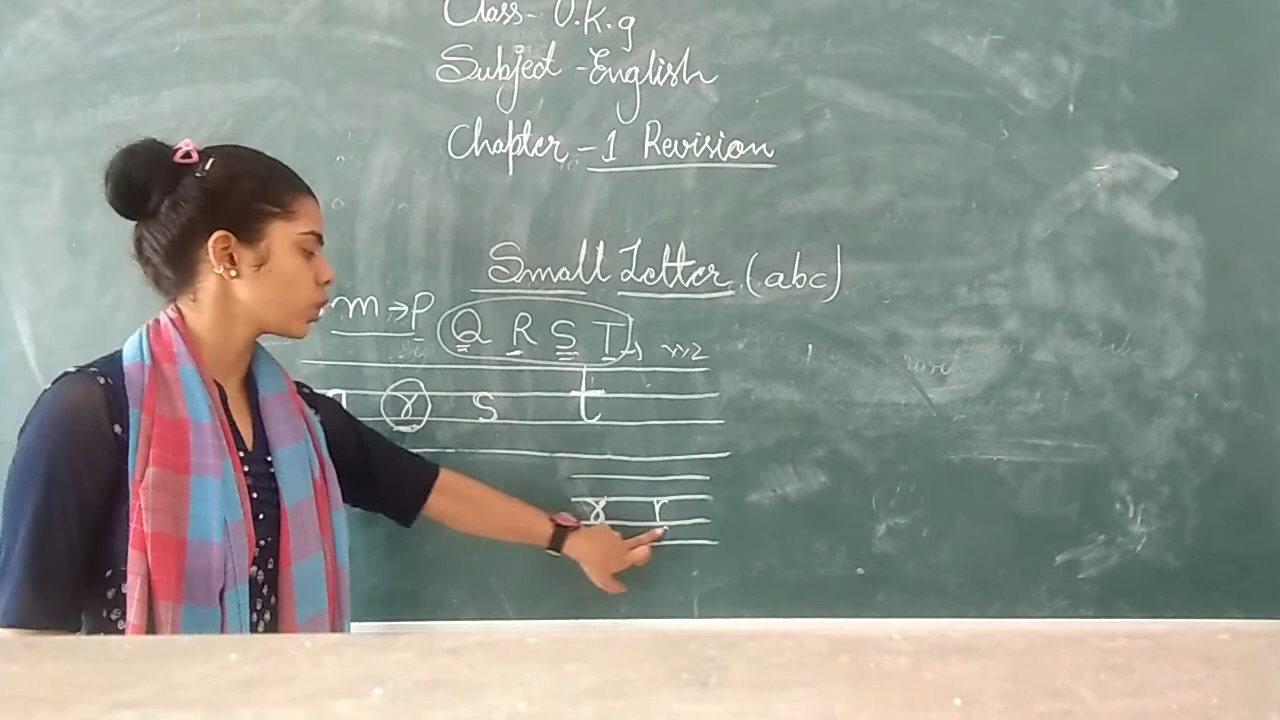 Class- U.K.g
Subject - English
Chapter - 1 Revision
Small Letter (abc)
m → P Q R S T →
r s t
r r